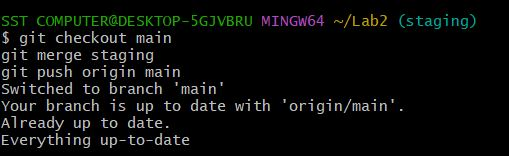 SST COMPUTER@DESKTOP-5GJVBRU MINGW64 ~/Lab2 (staging)
$ git checkout main
git merge staging
git push origin main
Switched to branch 'main'
Your branch is up to date with 'origin/main'.
Already up to date.
Everything up-to-date